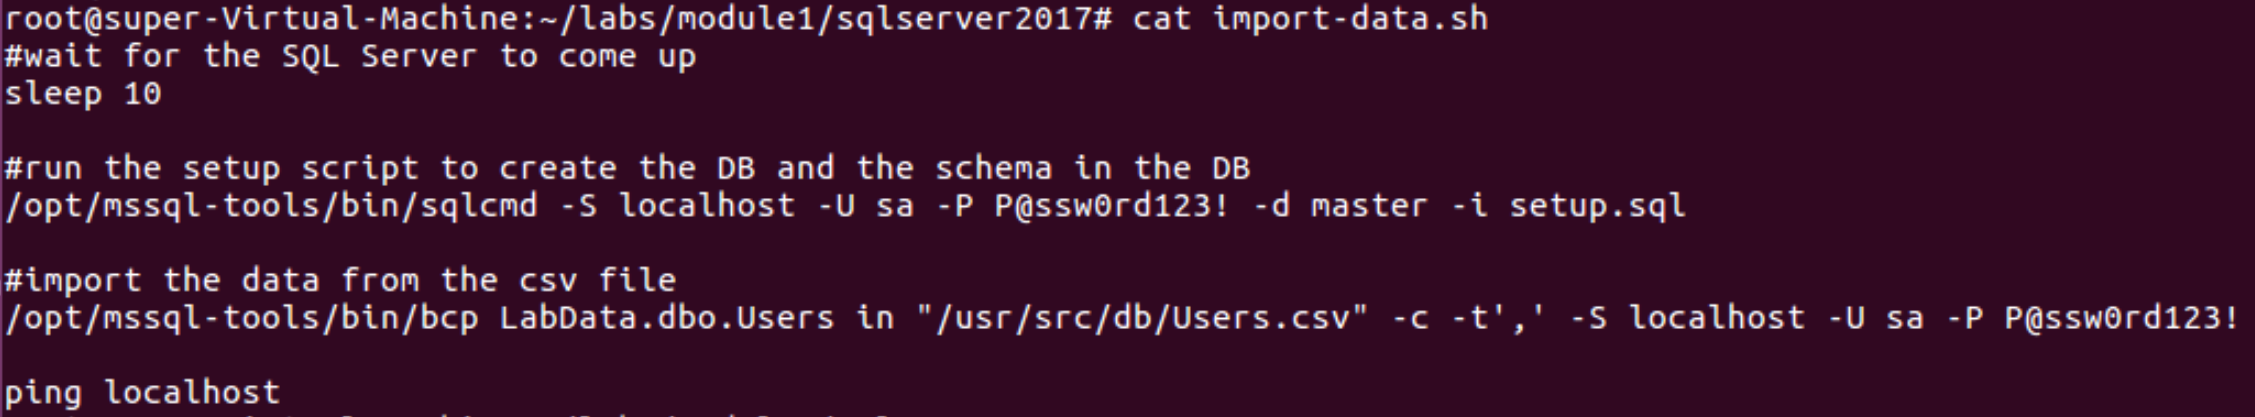 root@super-Virtual-Machine:~/labs/module1/sqlserver2017# cat import-data.sh
#wait for the SQL Server to come up
sleep 10
#run the setup script to create the DB and the schema in the DB
/opt/mssql-tools/bin/sqlcmd -S localhost -U sa -P P@ssw0rd123! -d master -i setup.sql
#import the data from the csv file
/opt/mssql-tools/bin/bcp LabData.dbo.Users in "/usr/src/db/Users.csv" -c -t',' -S localhost -U sa -P P@ssw0rd123!
ping localhost